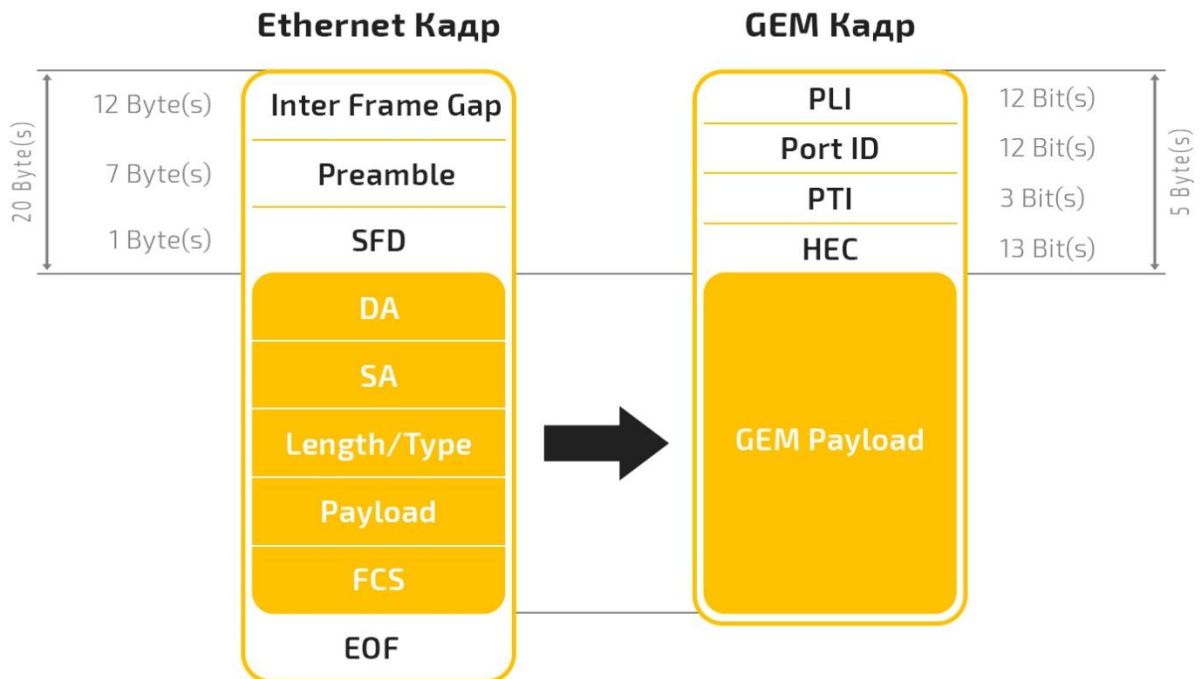 Ethernet Кадр
GEM Кадр
20 Byte(s)
12 Byte(s)
Inter Frame Gap
7 Byte(s)
Preamble
1 Byte(s)
SFD
DA
SA
Length/Type
Payload
FCS
EOF
PLI
12 Bit(s)
Port ID
12 Bit(s)
PTI
3 Bit(s)
HEC
13 Bit(s)
5 Byte(s)
GEM Payload